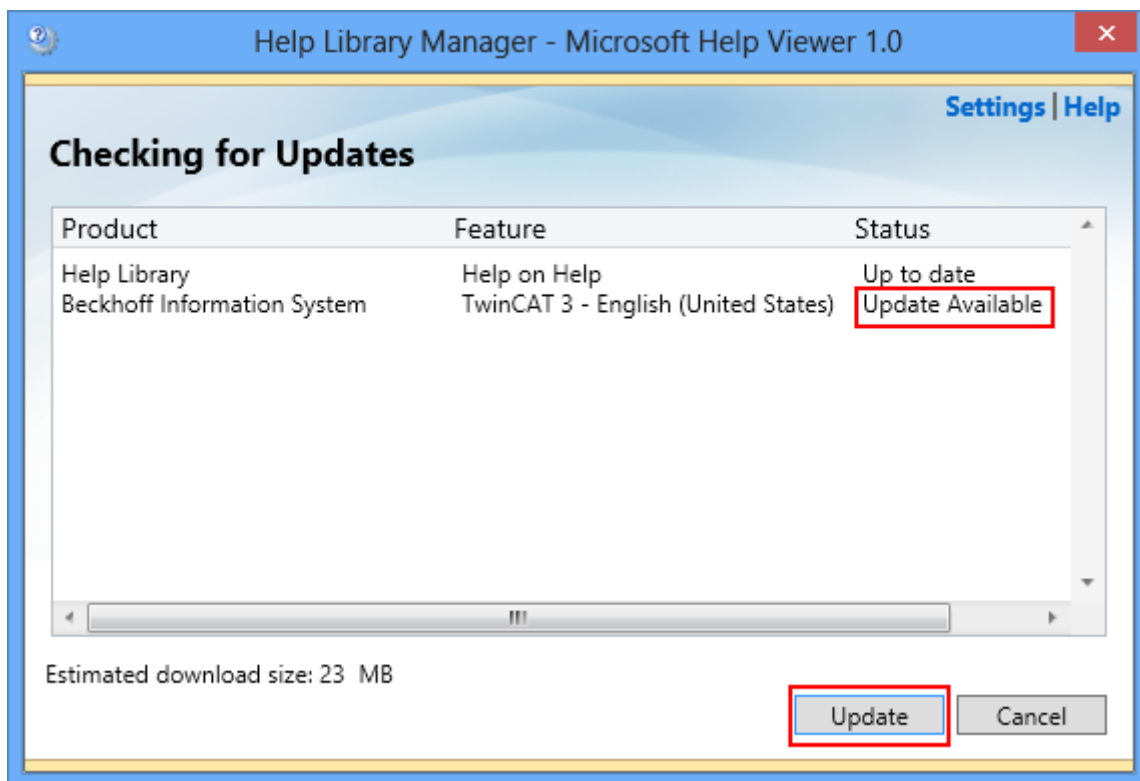 Help Library Manager - Microsoft Help Viewer 1.0
Settings | Help
Checking for Updates
Product Feature Status
Help Library Help on Help Up to date
Beckhoff Information System TwinCAT 3 - English (United States) Update Available
Estimated download size: 23 MB
Update Cancel